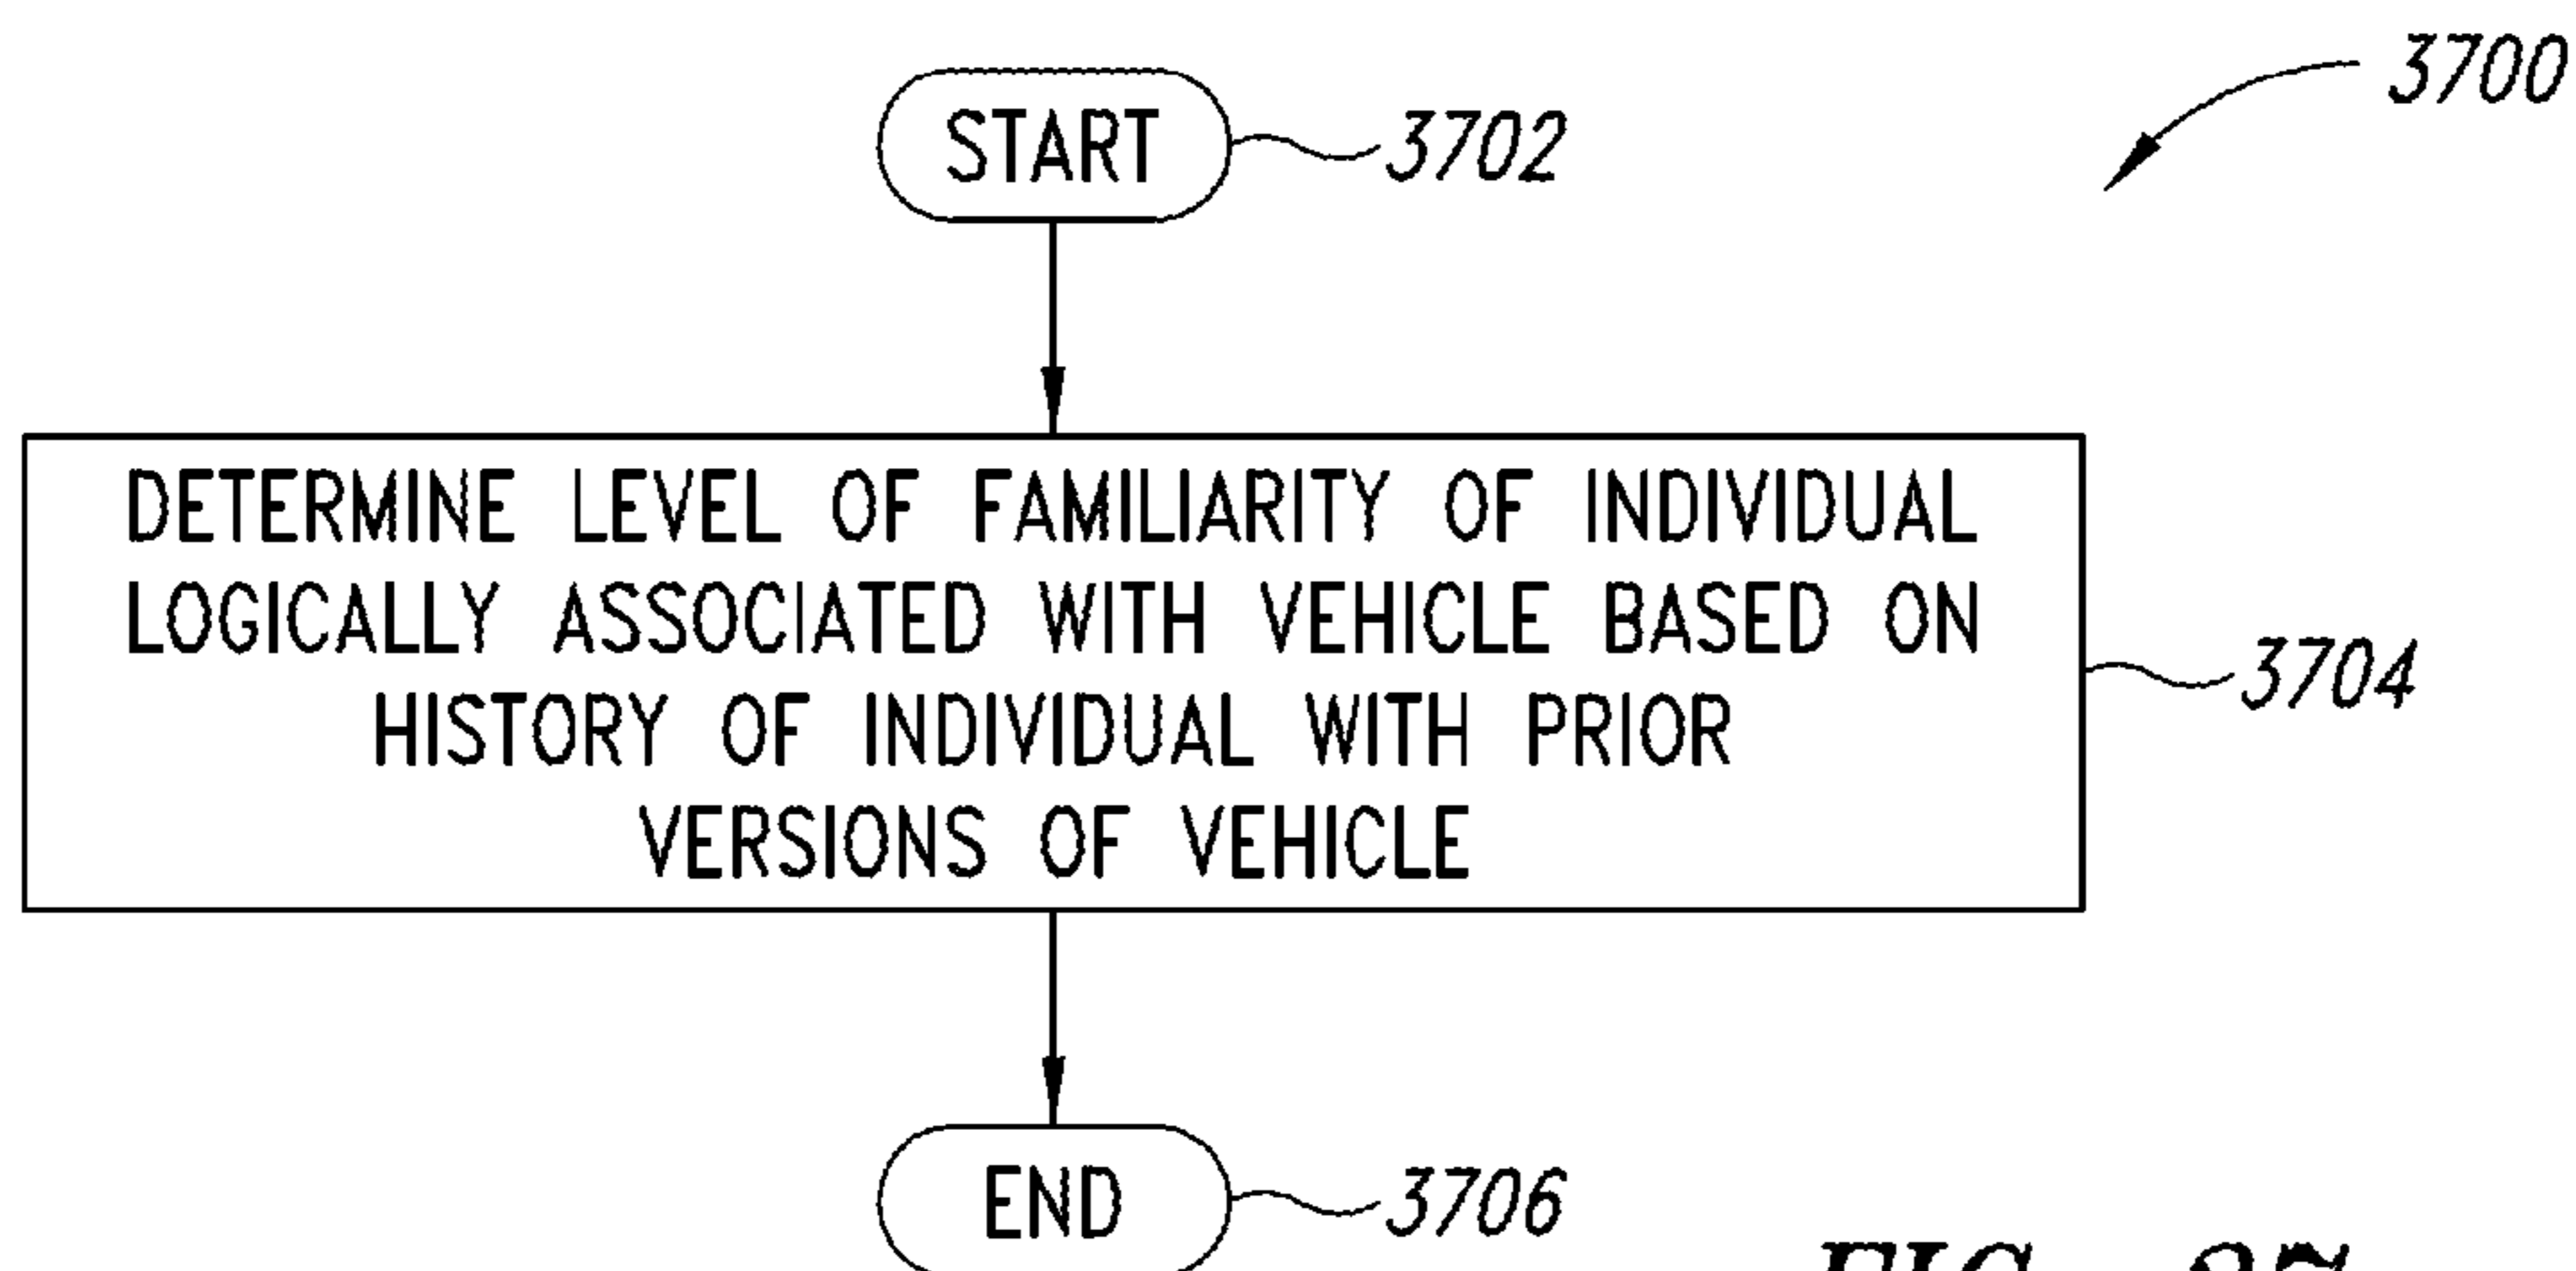 3700
START
3702
DETERMINE LEVEL OF FAMILIARITY OF INDIVIDUAL
LOGICALLY ASSOCIATED WITH VEHICLE BASED ON
HISTORY OF INDIVIDUAL WITH PRIOR
VERSIONS OF VEHICLE
3704
END
3706